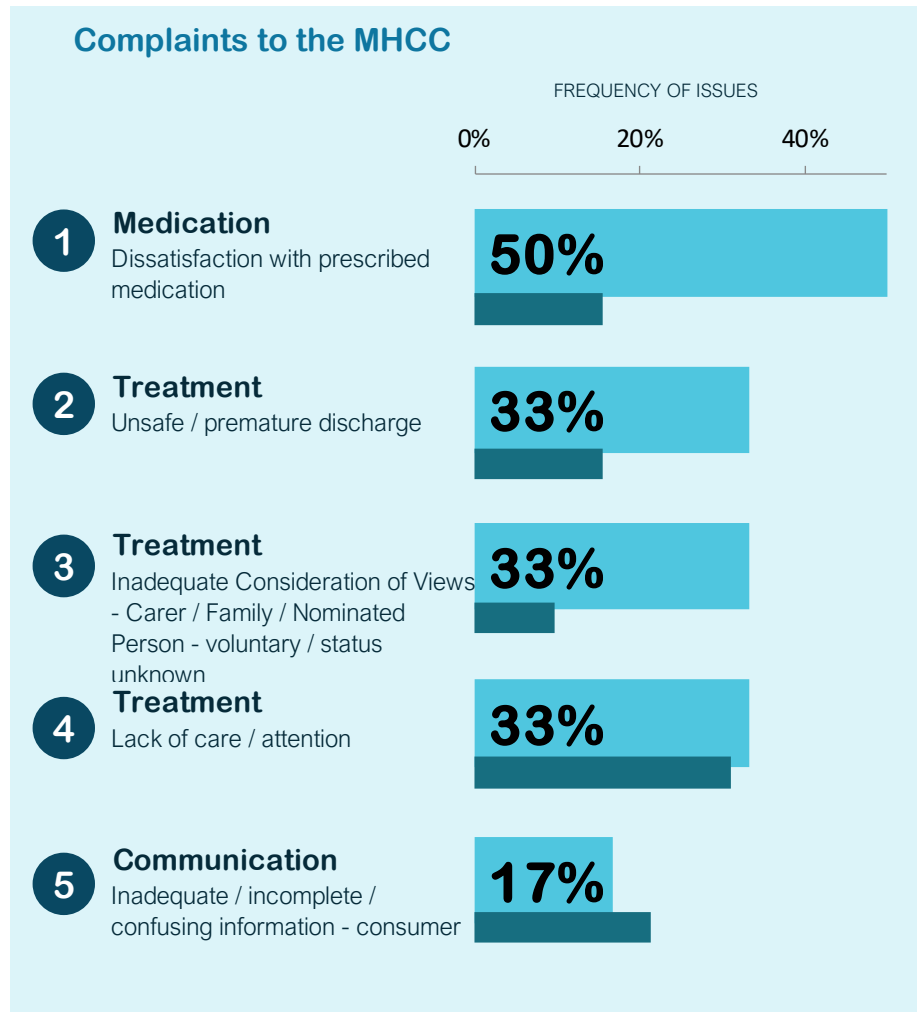 Complaints to the MHCC
FREQUENCY OF ISSUES
0% 20% 40%
1 Medication
Dissatisfaction with prescribed
medication
50%
2 Treatment
Unsafe / premature discharge
33%
3 Treatment
Inadequate Consideration of Views
- Carer / Family / Nominated
Person - voluntary / status
unknown
33%
4 Treatment
Lack of care / attention
33%
5 Communication
Inadequate / incomplete /
confusing information - consumer
17%